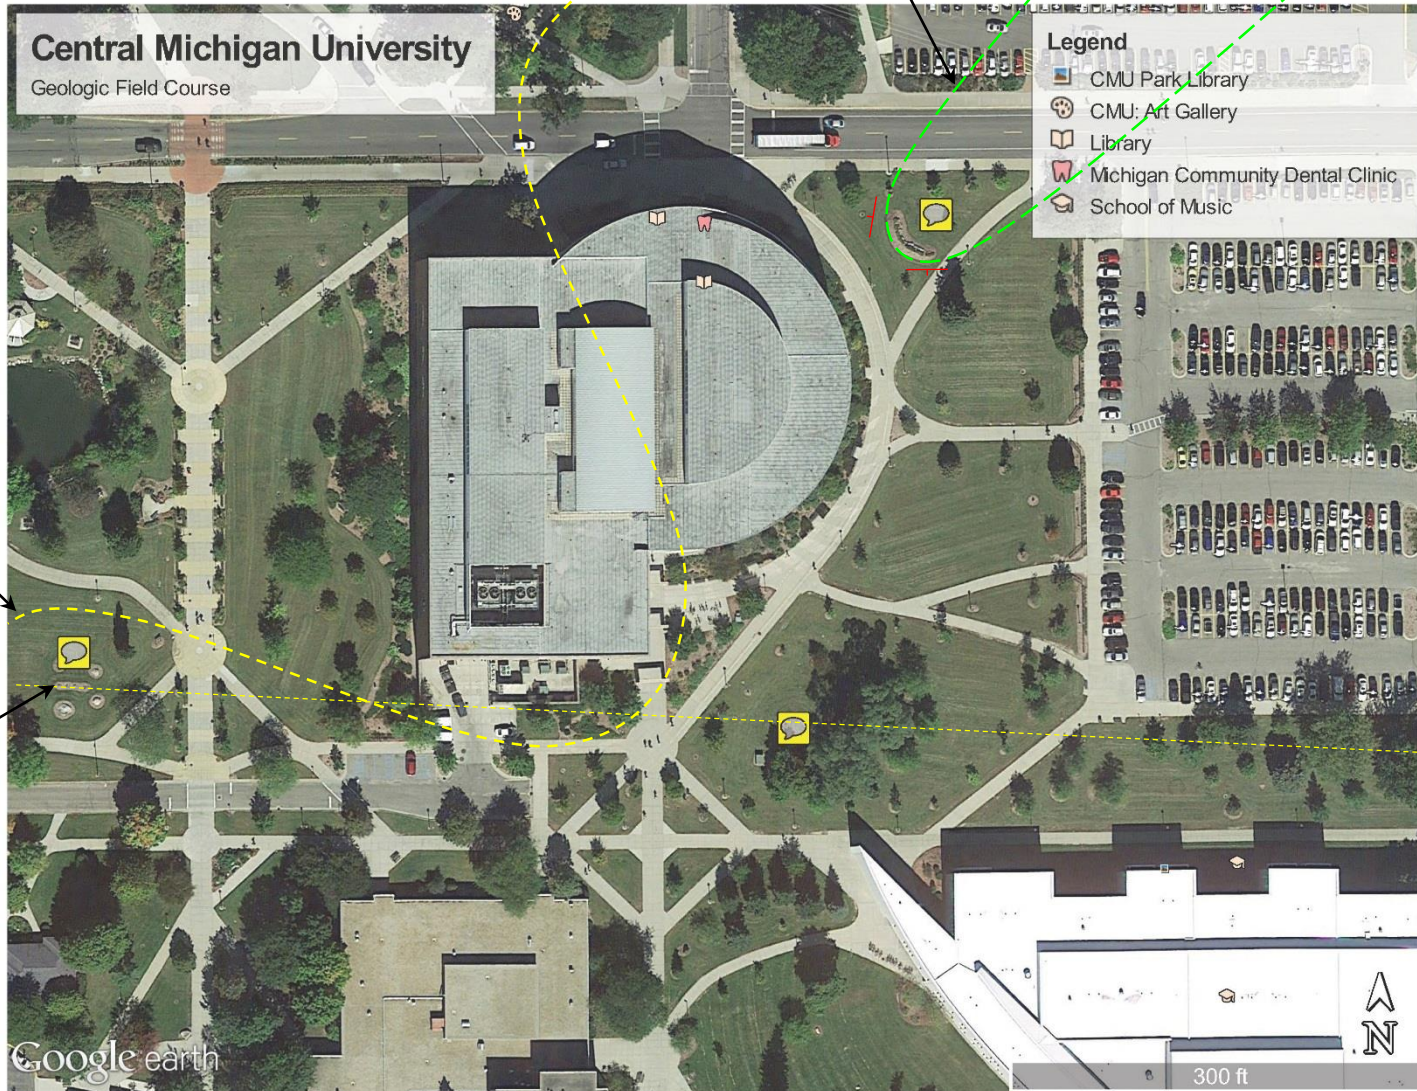 Central Michigan University
Geologic Field Course
Legend
CMU Park Library
CMU: Art Gallery
Library
Michigan Community Dental Clinic
School of Music
N
Google earth
300 ft